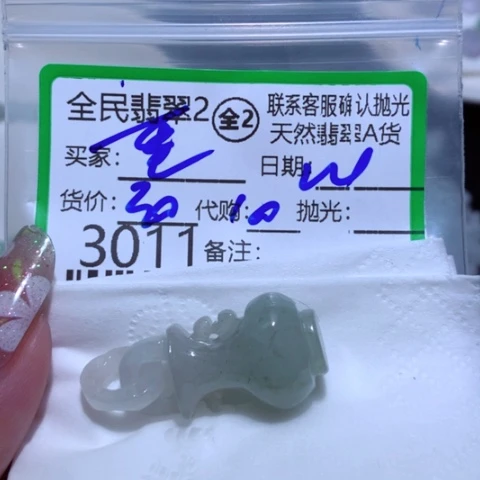 全民翡翠2 全2 联系客服确认抛光
天然翡翠A货
买家: 日期:
货价: 代购: 10 抛光:
3011 备注: